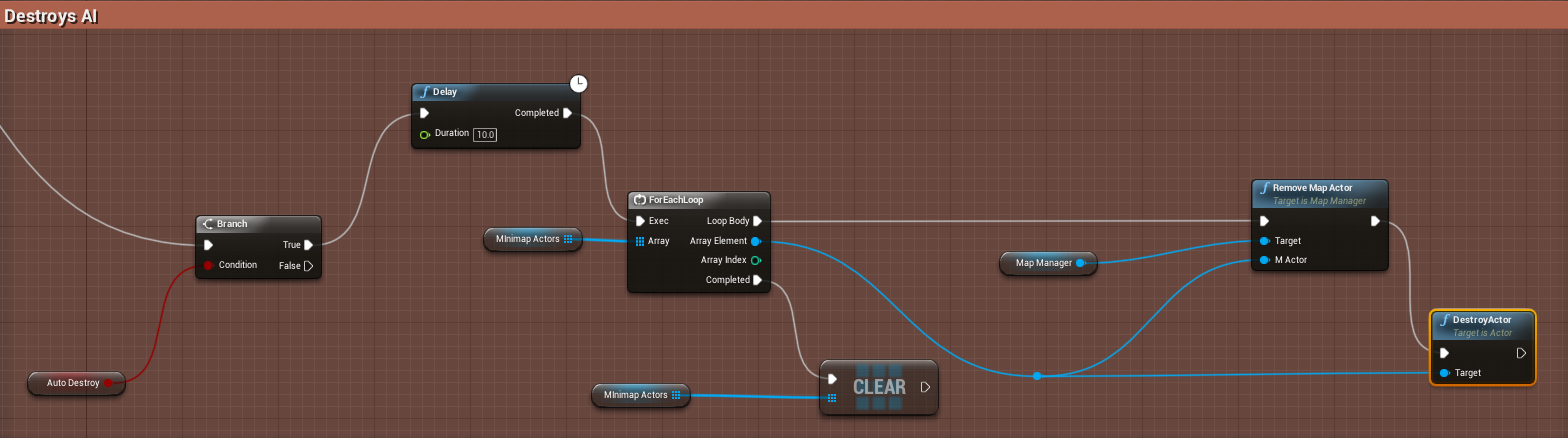 Destroys AI
Delay
Completed
Duration 10.0
Branch
True
Condition False
Auto Destroy
ForEachLoop
Exec Loop Body
Array Array Element
Array Index
Completed
MInimap Actors
MInimap Actors
CLEAR
Map Manager
Remove Map Actor
Target is Map Manager
Target
M Actor
DestroyActor
Target is Actor
Target